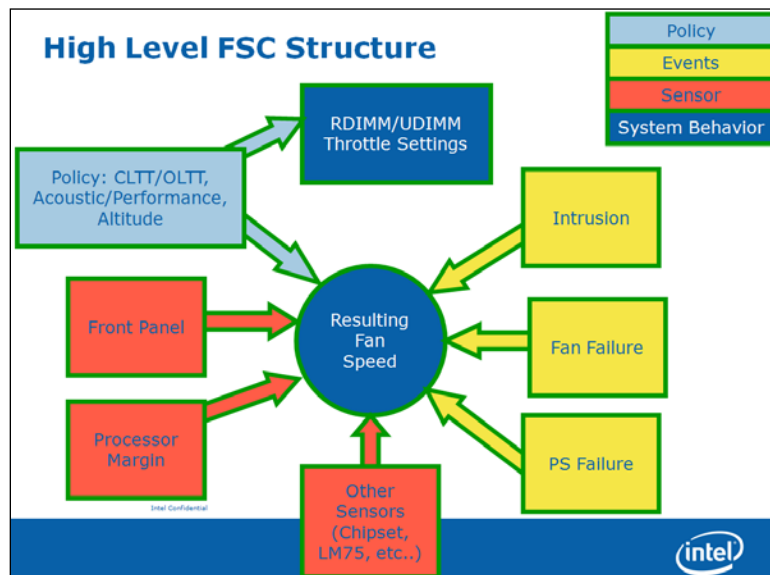 High Level FSC Structure
Policy
Events
Sensor
System Behavior
RDIMM/UDIMM
Throttle Settings
Policy: CLTT/OLTT,
Acoustic/Performance,
Altitude
Intrusion
Front Panel
Resulting
Fan
Speed
Fan Failure
Processor
Margin
PS Failure
Other
Sensors
(Chipset,
LM75, etc..)
Intel Confidential
intel